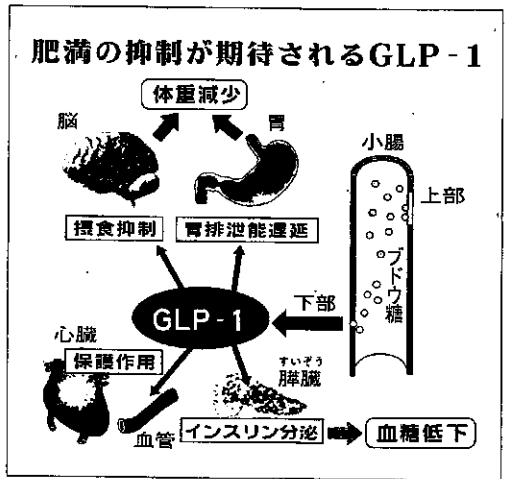 肥満の抑制が期待されるGLP-1
体重減少
脳
胃
小腸
上部
摂食抑制
胃排泄能遅延
ブドウ糖
下部
GLP-1
心臓
保護作用
血管
すいぞう
膵臓
インスリン分泌
血糖低下